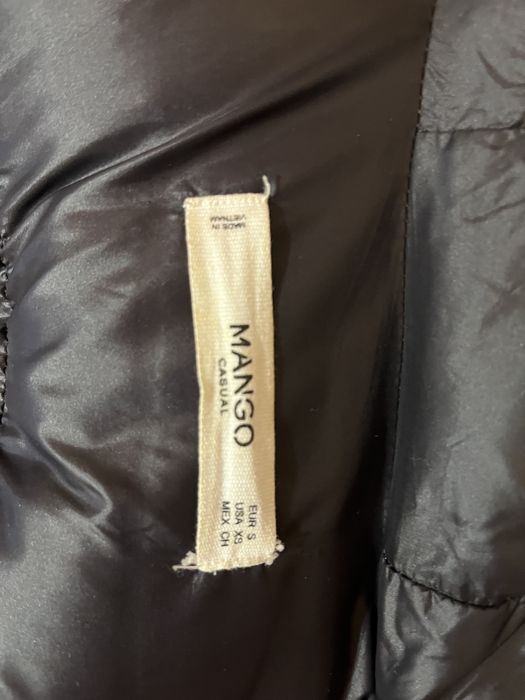 MADE IN
VIETNAM
MANGO
CASUAL
EUR S
USA XS
MEX CH